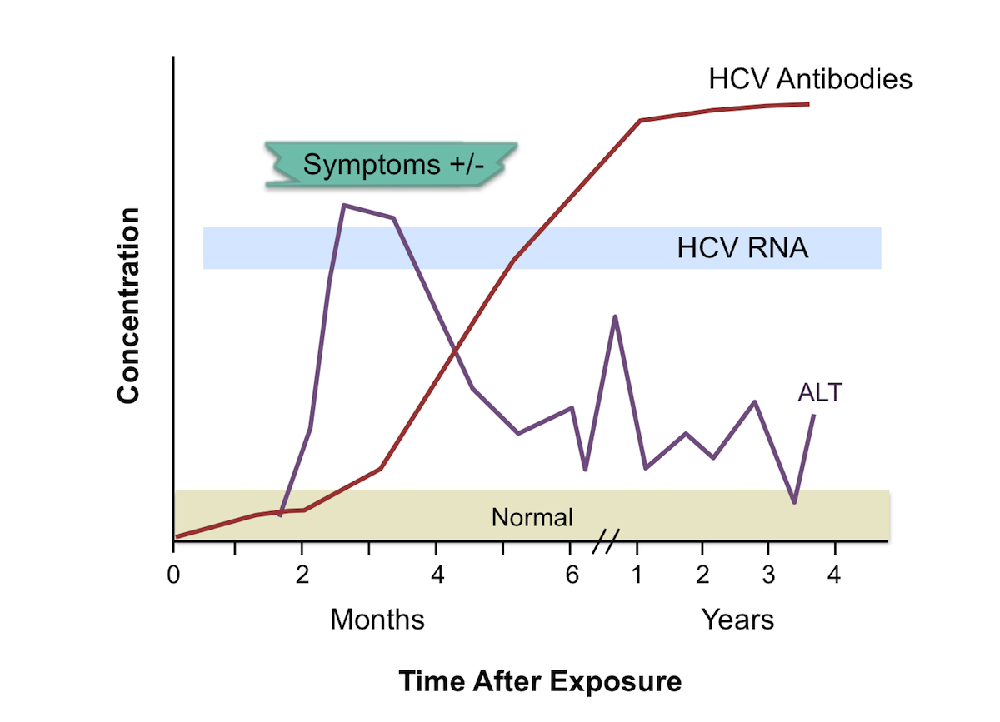 HCV Antibodies
Symptoms +/-
HCV RNA
Concentration
ALT
Normal
0 2 4 6 1 2 3 4
Months Years
Time After Exposure